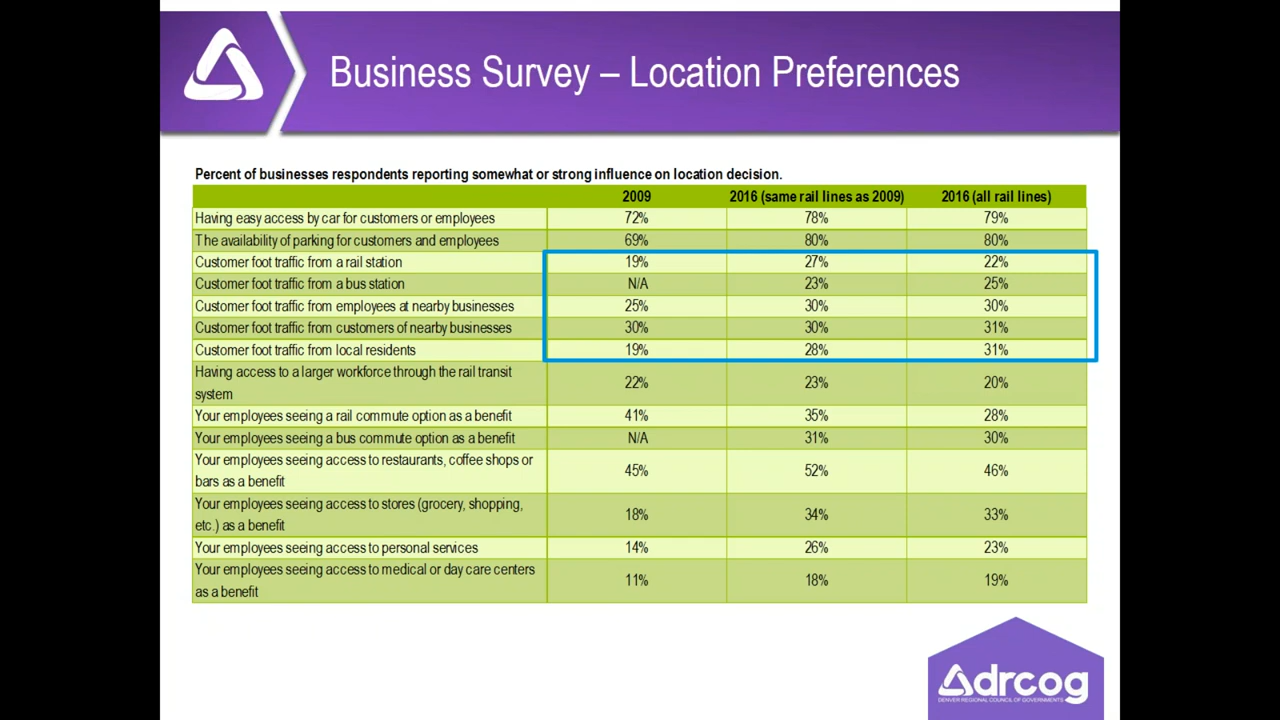 Business Survey – Location Preferences
Percent of businesses respondents reporting somewhat or strong influence on location decision.
2009 2016 (same rail lines as 2009) 2016 (all rail lines)
Having easy access by car for customers or employees 72% 78% 79%
The availability of parking for customers and employees 69% 80% 80%
Customer foot traffic from a rail station 19% 27% 22%
Customer foot traffic from a bus station N/A 23% 25%
Customer foot traffic from employees at nearby businesses 25% 30% 30%
Customer foot traffic from customers of nearby businesses 30% 30% 31%
Customer foot traffic from local residents 19% 28% 31%
Having access to a larger workforce through the rail transit
system 22% 23% 20%
Your employees seeing a rail commute option as a benefit 41% 35% 28%
Your employees seeing a bus commute option as a benefit N/A 31% 30%
Your employees seeing access to restaurants, coffee shops or
bars as a benefit 45% 52% 46%
Your employees seeing access to stores (grocery, shopping,
etc.) as a benefit 18% 34% 33%
Your employees seeing access to personal services 14% 26% 23%
Your employees seeing access to medical or day care centers
as a benefit 11% 18% 19%
drcog
DENVER REGIONAL COUNCIL OF GOVERNMENTS